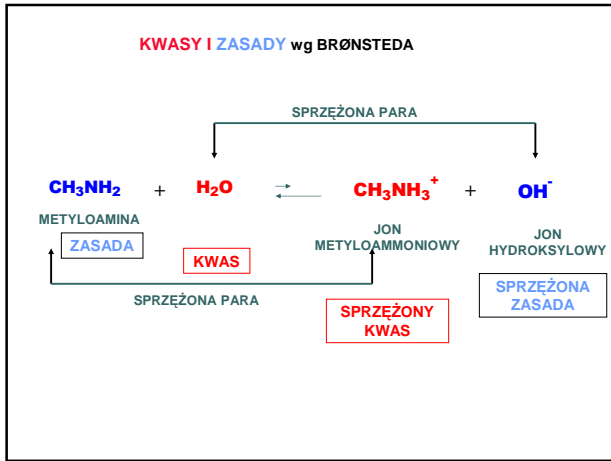 KWASY I ZASADY wg BRØNSTEDA
SPRZĘŻONA PARA
CH₃NH₂ + H₂O ⇌ CH₃NH₃⁺ + OH⁻
METYLOAMINA
JON
METYLOAMMONIOWY
JON
HYDROKSYLOWY
ZASADA
KWAS
SPRZĘŻONA PARA
SPRZĘŻONY
KWAS
SPRZĘŻONA
ZASADA